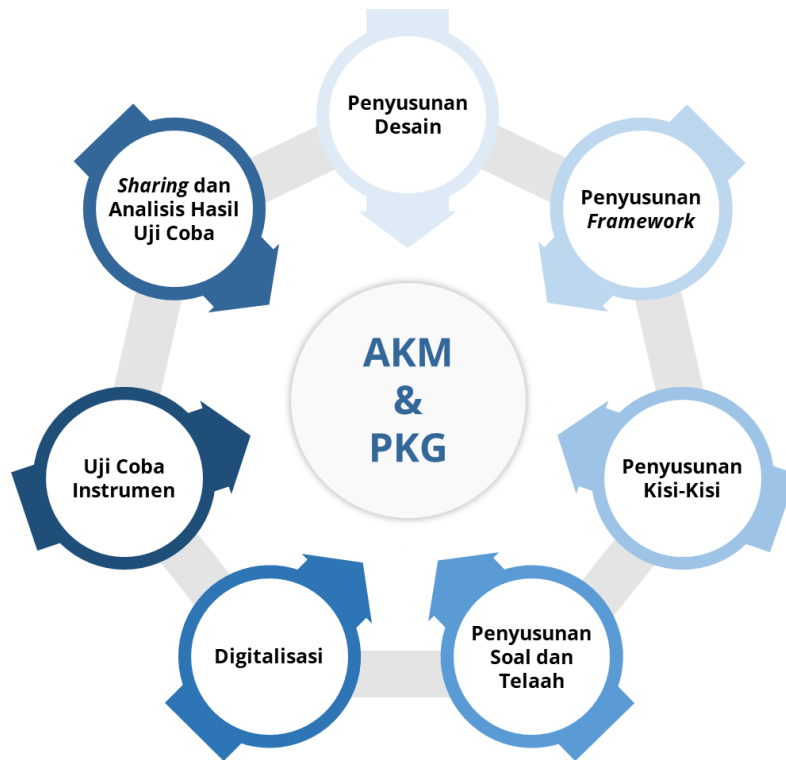 Penyusunan
Desain
Penyusunan
Framework
Penyusunan
Kisi-Kisi
Penyusunan
Soal dan
Telaah
Digitalisasi
Uji Coba
Instrumen
Sharing dan
Analisis Hasil
Uji Coba
AKM
&
PKG